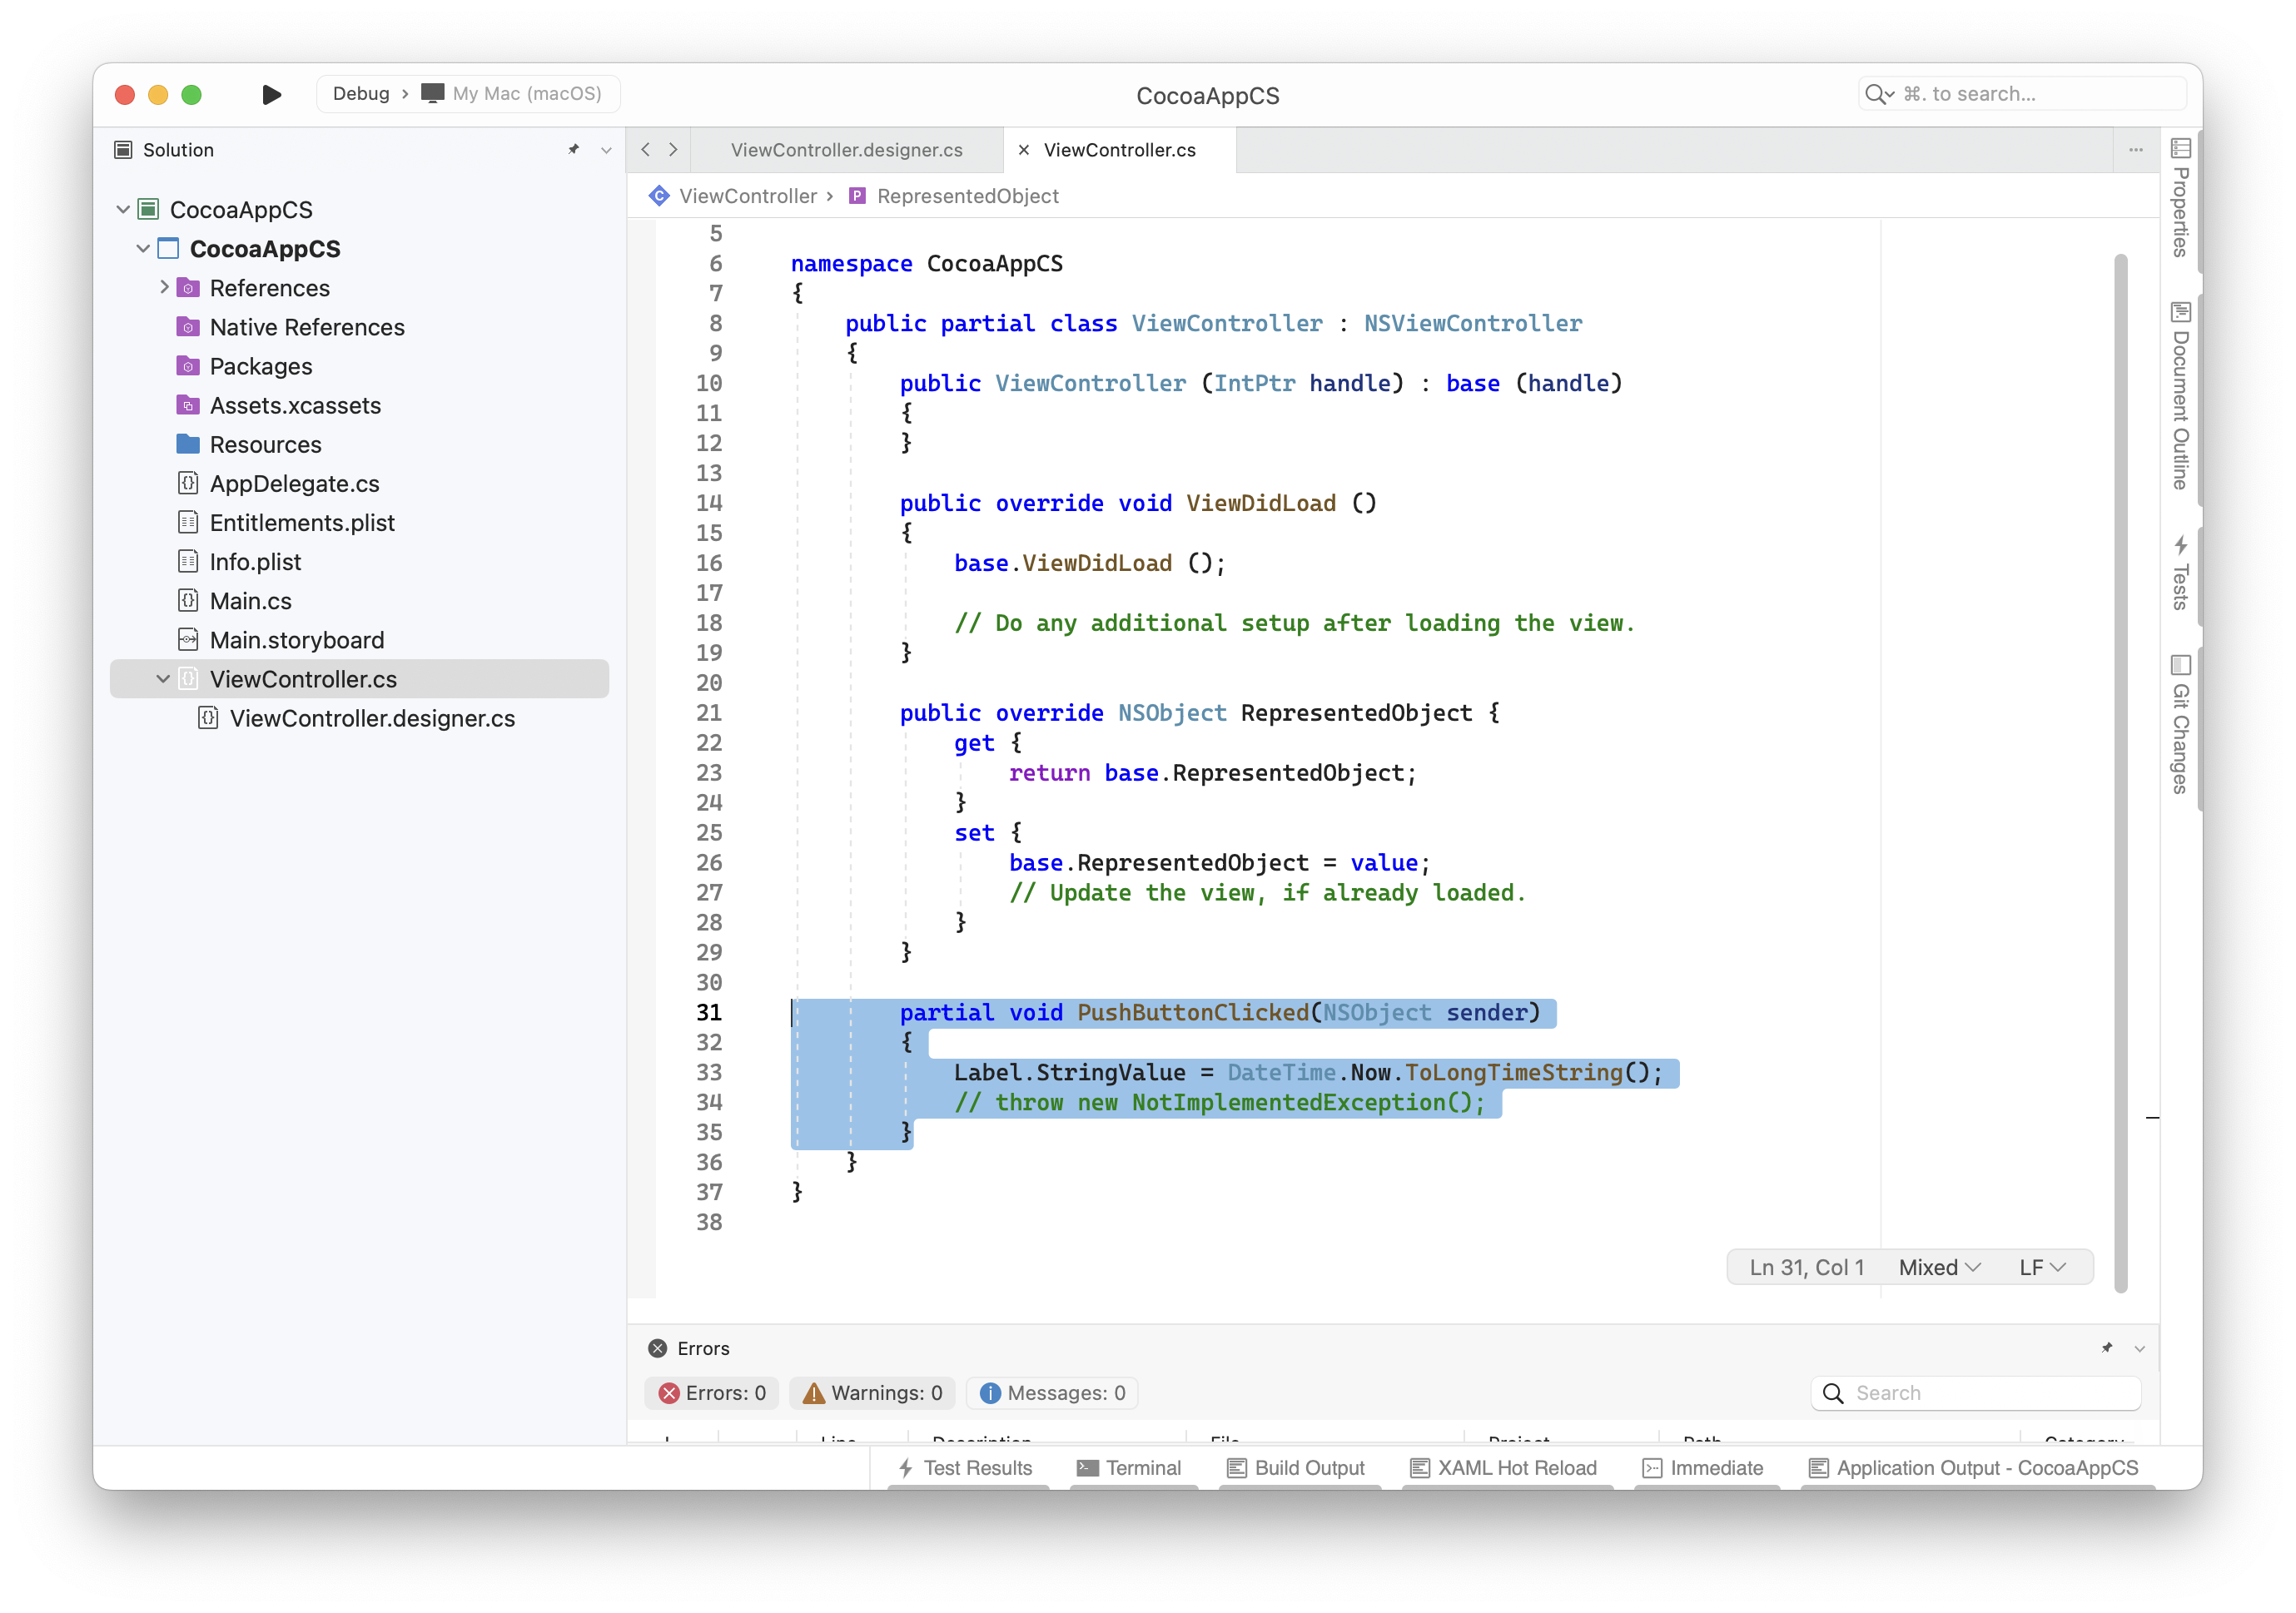 Debug › My Mac (macOS)
CocoaAppCS
⌘. to search...
Solution
CocoaAppCS
CocoaAppCS
References
Native References
Packages
Assets.xcassets
Resources
AppDelegate.cs
Entitlements.plist
Info.plist
Main.cs
Main.storyboard
ViewController.cs
ViewController.designer.cs
ViewController.designer.cs
ViewController.cs
ViewController › P RepresentedObject
5
6 namespace CocoaAppCS
7 {
8 public partial class ViewController : NSViewController
9 {
10 public ViewController (IntPtr handle) : base (handle)
11 {
12 }
13
14 public override void ViewDidLoad ()
15 {
16 base.ViewDidLoad ();
17
18 // Do any additional setup after loading the view.
19 }
20
21 public override NSObject RepresentedObject {
22 get {
23 return base.RepresentedObject;
24 }
25 set {
26 base.RepresentedObject = value;
27 // Update the view, if already loaded.
28 }
29 }
30
31 partial void PushButtonClicked(NSObject sender)
32 {
33 Label.StringValue = DateTime.Now.ToLongTimeString();
34 // throw new NotImplementedException();
35 }
36 }
37 }
38
Ln 31, Col 1 Mixed LF
Errors
Errors: 0 Warnings: 0 Messages: 0
Search
Line Description File Project Path Category
Test Results Terminal Build Output XAML Hot Reload Immediate Application Output - CocoaAppCS
Properties
Document Outline
Tests
Git Changes